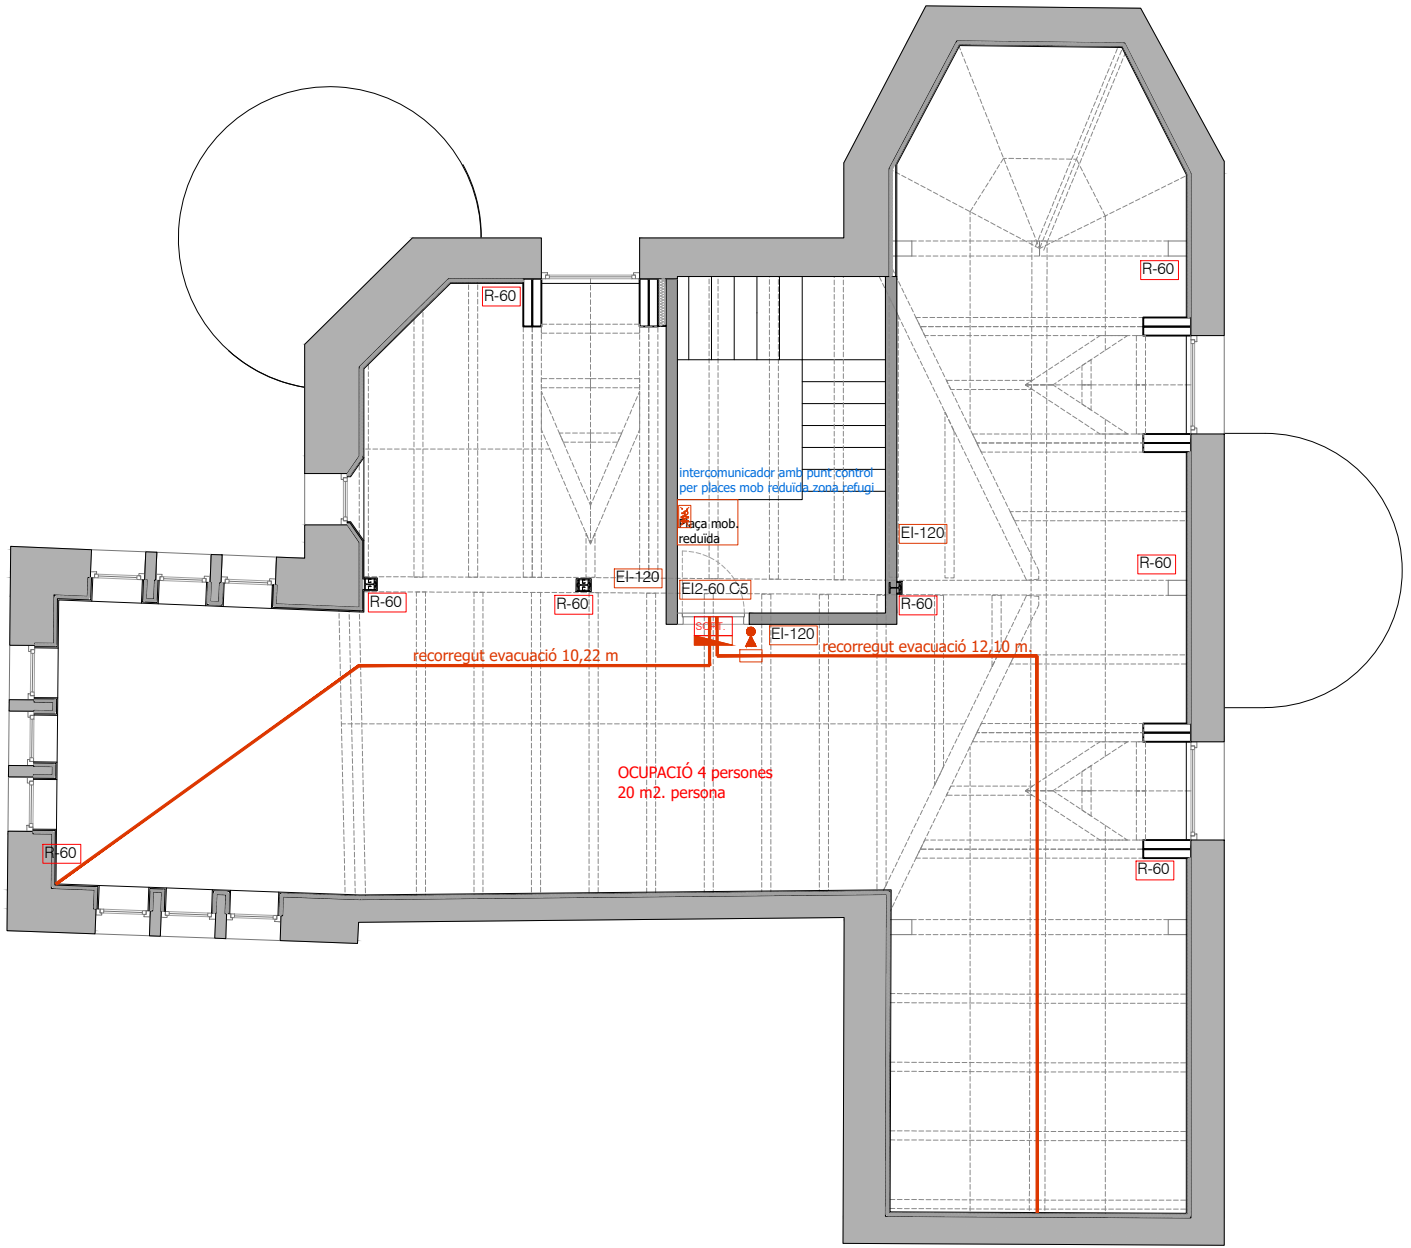 R-60
R-60
intercomunicador amb punt control
per places mob reduïda zona refugi
Plaça mob.
reduïda
EI-120
R-60
EI-120
EI2-60 C5
R-60
R-60
R-60
SORT.
EI-120
recorregut evacuació 10,22 m
recorregut evacuació 12,10 m.
OCUPACIÓ 4 persones
20 m2. persona
R-60
R-60